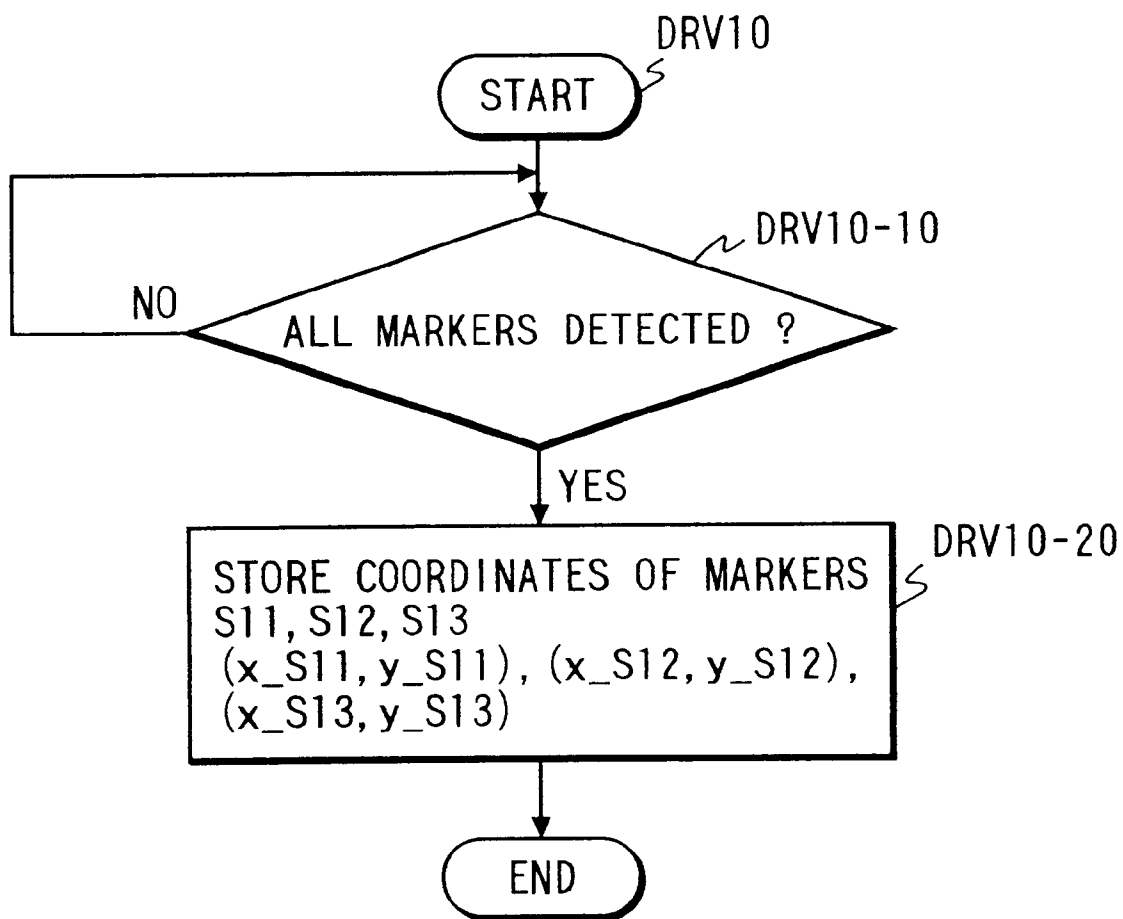 DRV10
START
DRV10-10
NO
ALL MARKERS DETECTED ?
YES
DRV10-20
STORE COORDINATES OF MARKERS
S11, S12, S13
(x_S11, y_S11), (x_S12, y_S12),
(x_S13, y_S13)
END